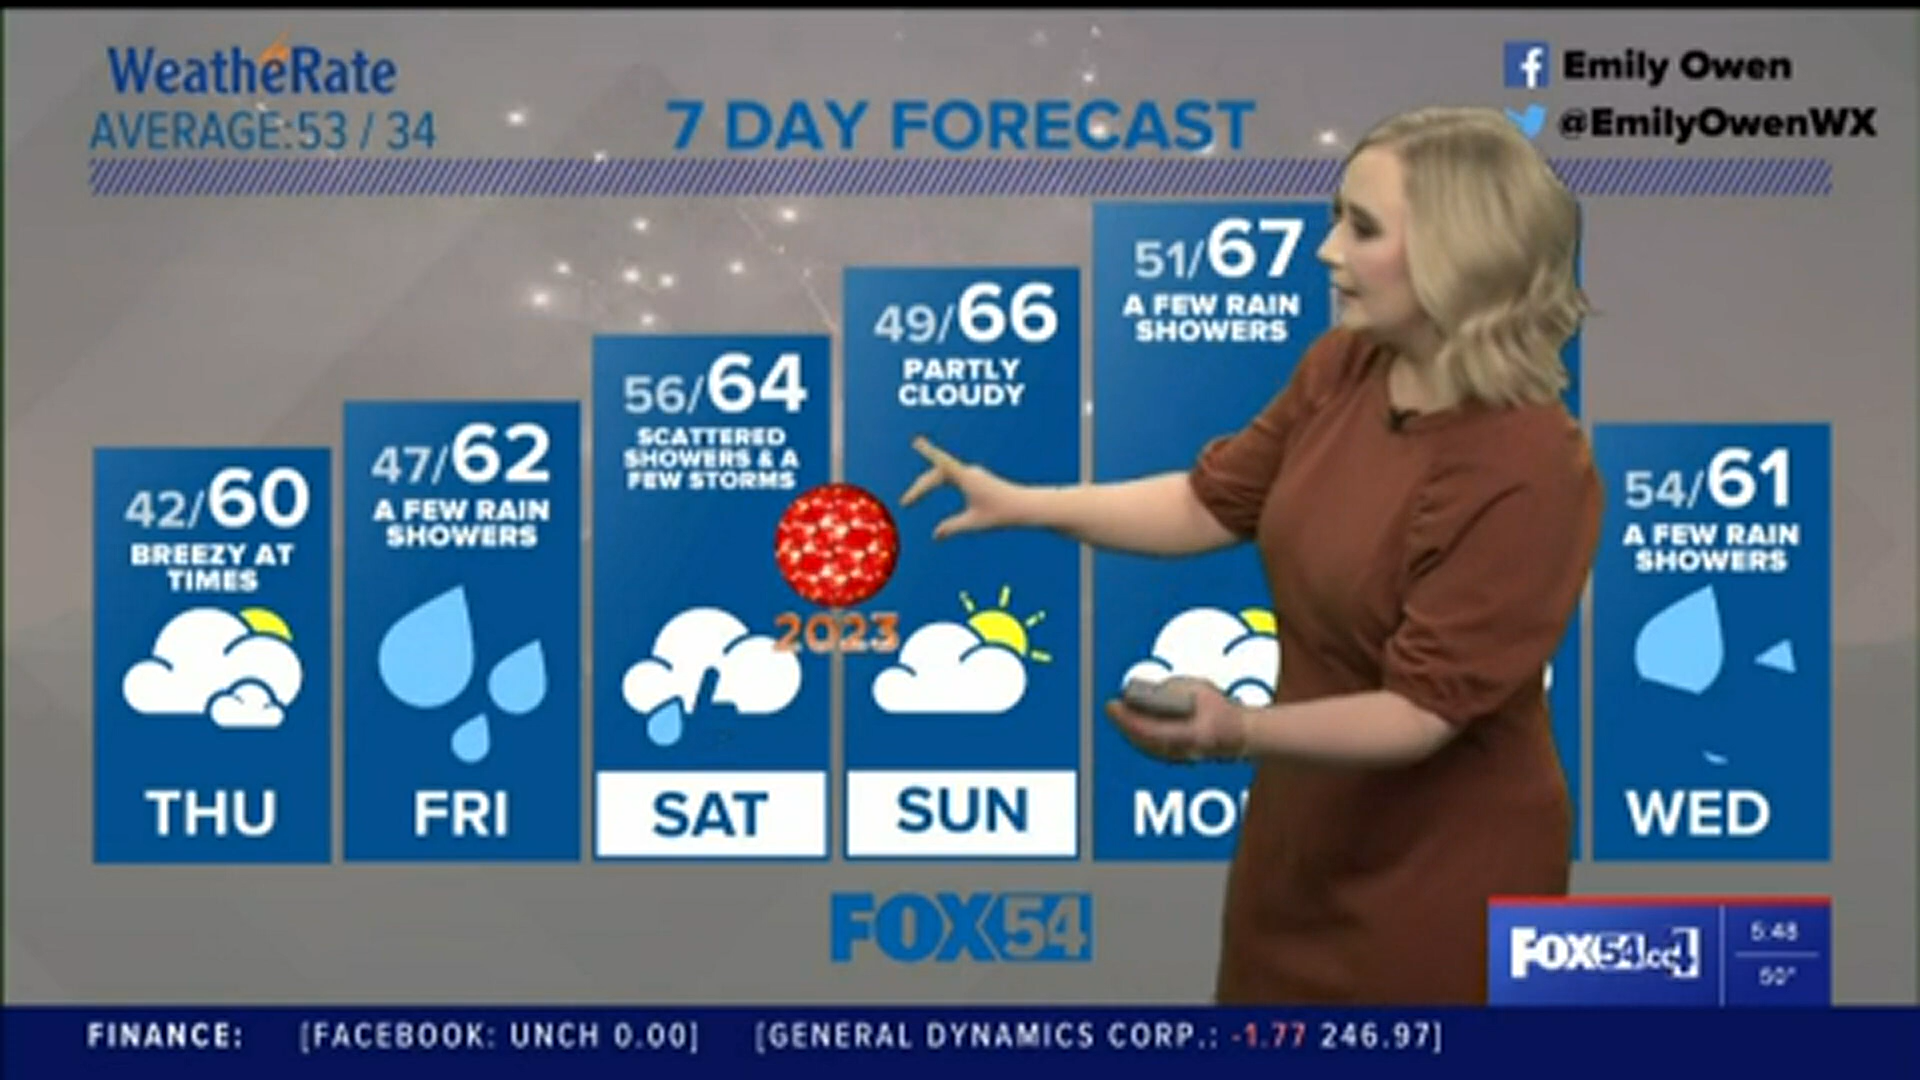 WeatheRate
AVERAGE:53 / 34
7 DAY FORECAST
Emily Owen
@EmilyOwenWX
42/60
BREEZY AT
TIMES
THU
47/62
A FEW RAIN
SHOWERS
FRI
56/64
SCATTERED
SHOWERS & A
FEW STORMS
SAT
2023
49/66
PARTLY
CLOUDY
SUN
51/67
A FEW RAIN
SHOWERS
MO
54/61
A FEW RAIN
SHOWERS
WED
FOX54
FOX54
5:48
50°
FINANCE: [FACEBOOK: UNCH 0.00] [GENERAL DYNAMICS CORP.: -1.77 246.97]